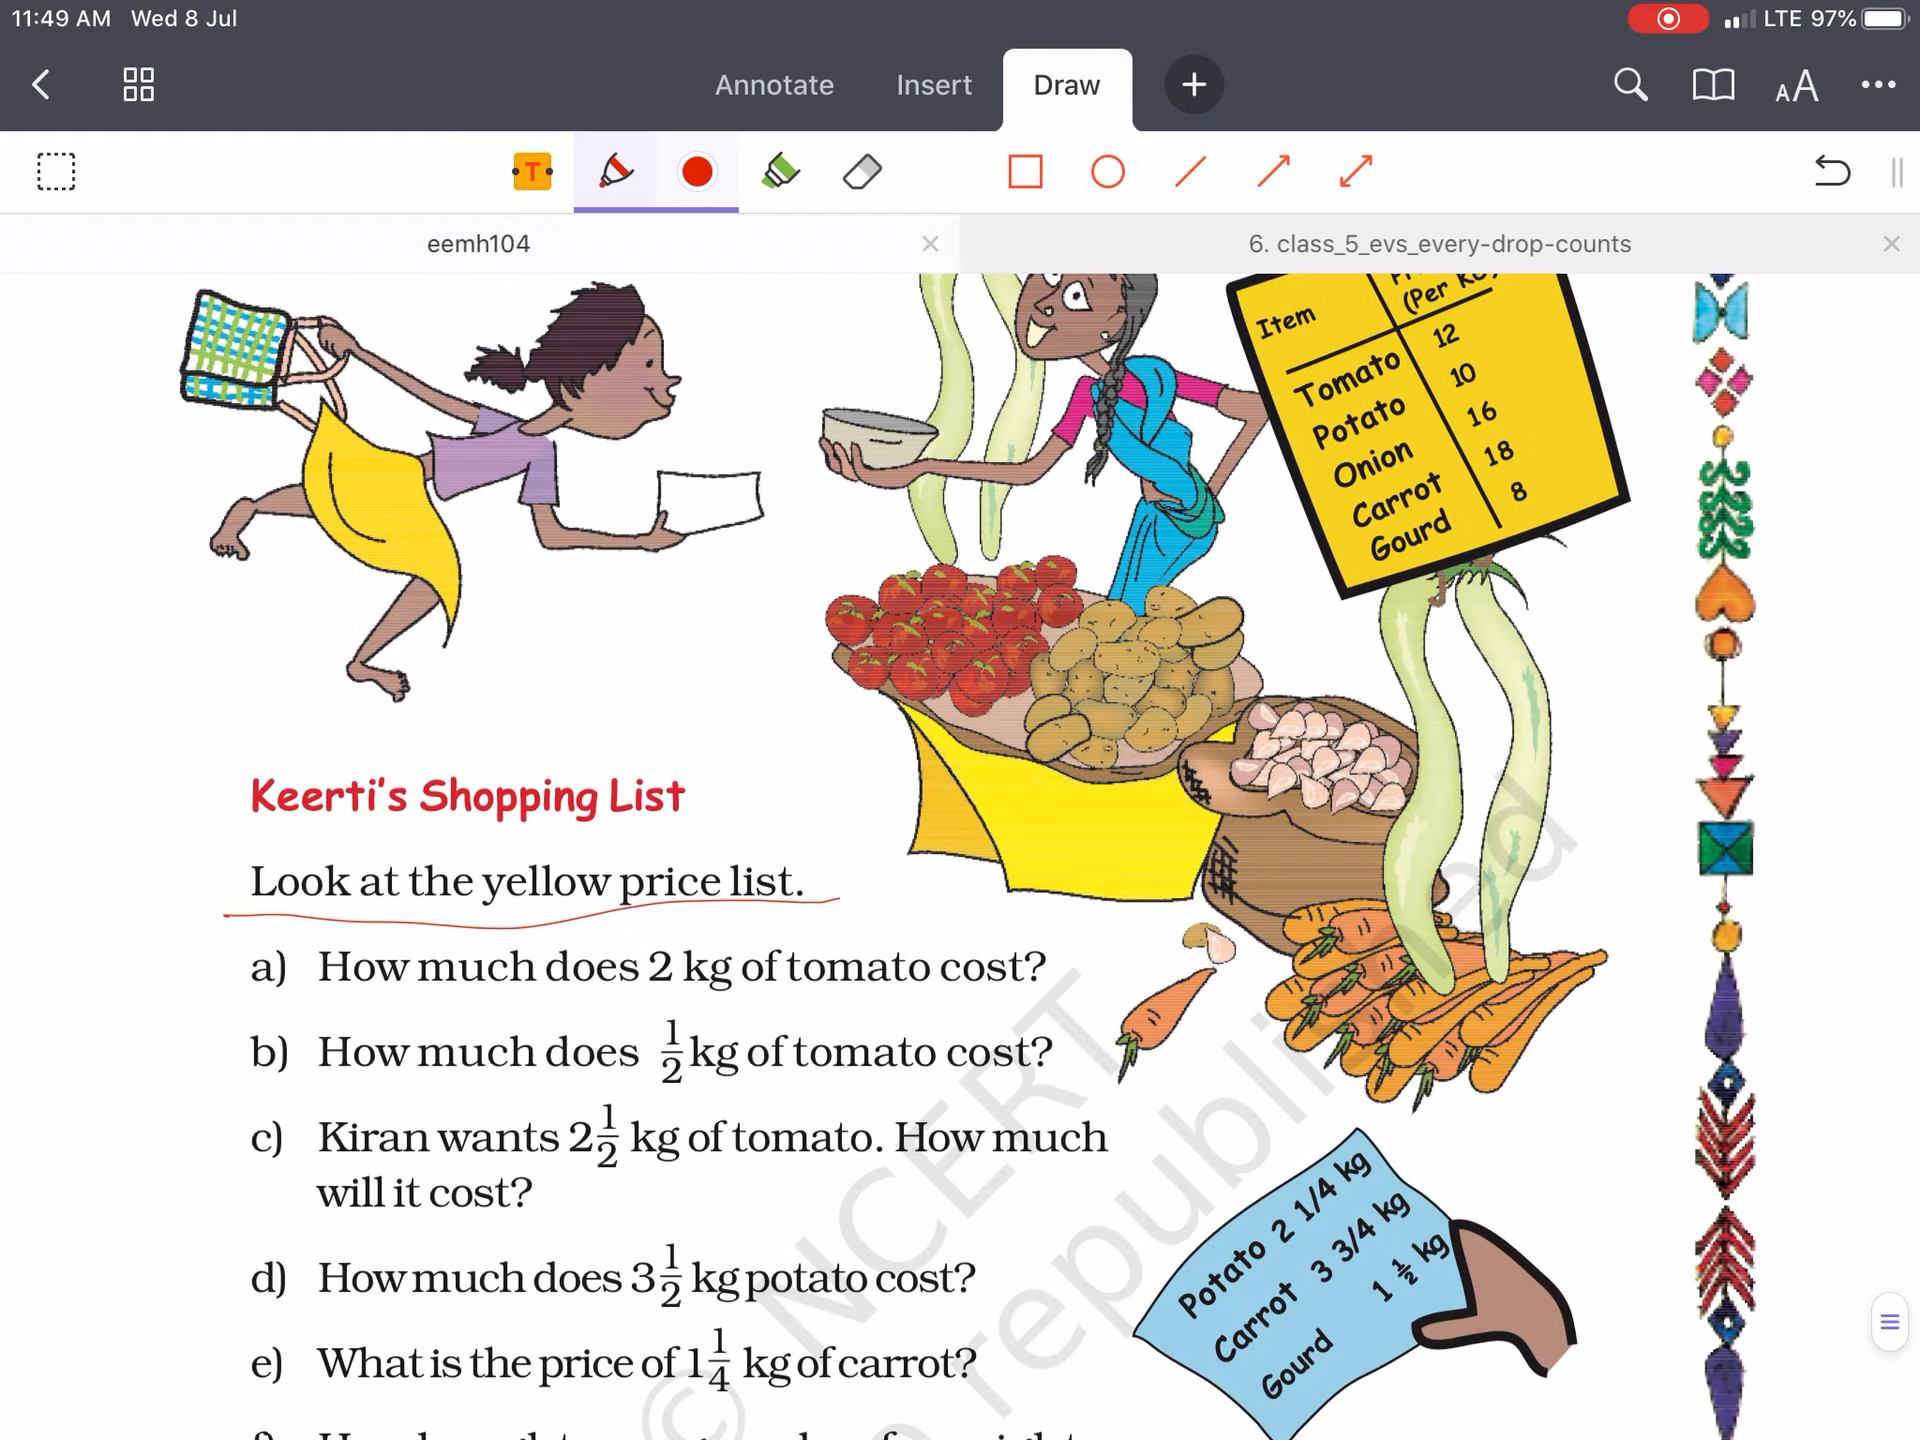 11:49 AM Wed 8 Jul
LTE 97%
Annotate Insert Draw
AA
T
eemh104
6. class_5_evs_every-drop-counts
Item (Per Kg)
Tomato 12
Potato 10
Onion 16
Carrot 18
Gourd 8
Keerti's Shopping List
Look at the yellow price list.
a) How much does 2 kg of tomato cost?
b) How much does 1/2 kg of tomato cost?
c) Kiran wants 2 1/2 kg of tomato. How much
will it cost?
d) How much does 3 1/2 kg potato cost?
e) What is the price of 1 1/4 kg of carrot?
Potato 2 1/4 kg
Carrot 3 3/4 kg
Gourd 1 1/2 kg
© NCERT
republished